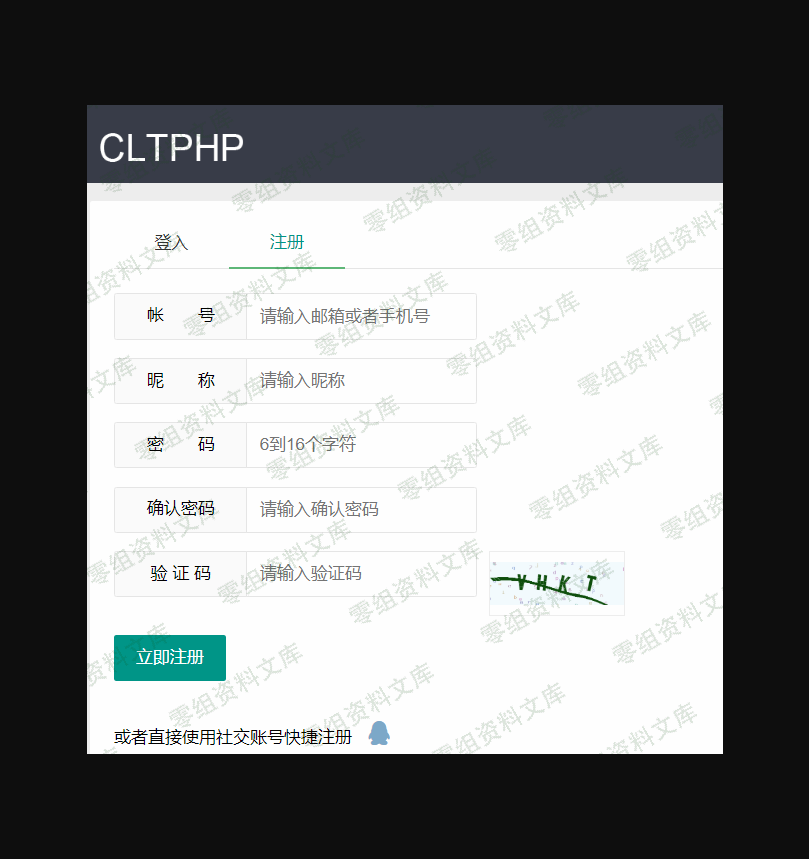 CLTPHP
登入 注册
帐 号 请输入邮箱或者手机号
昵 称 请输入昵称
密 码 6到16个字符
确认密码 请输入确认密码
验 证 码 请输入验证码 VHKT
立即注册
或者直接使用社交账号快捷注册
零组资料文库